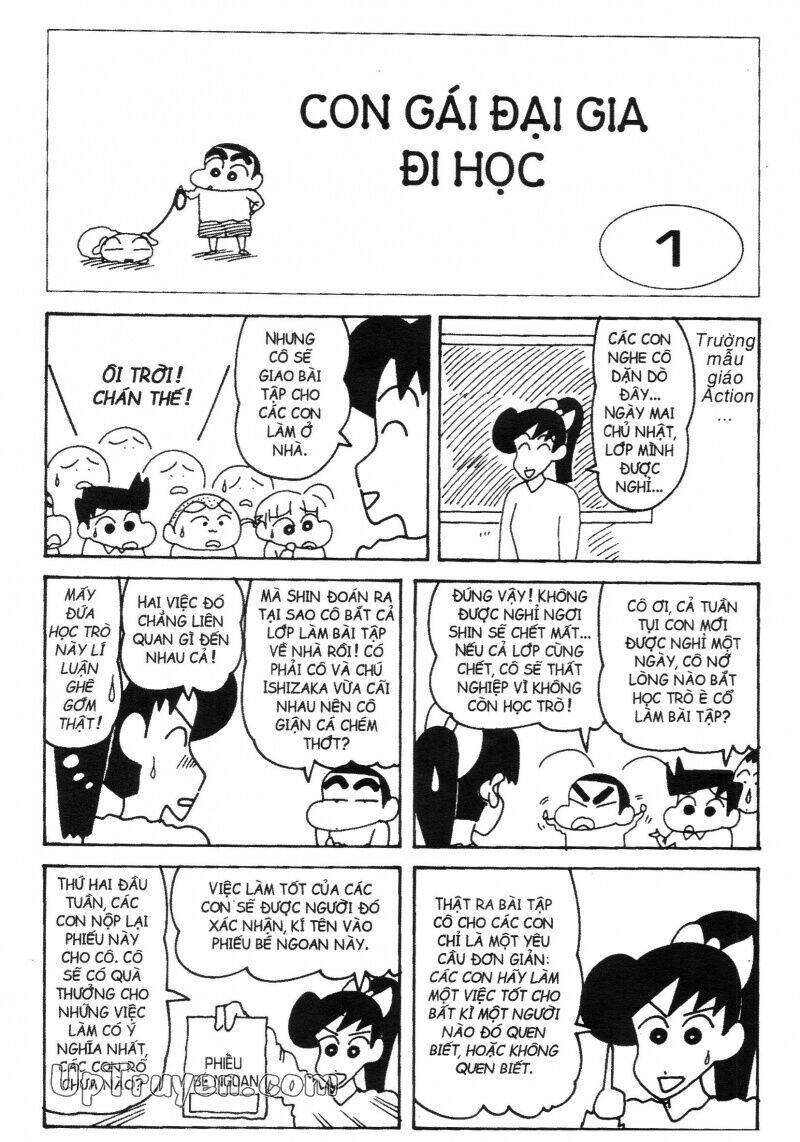 CON GÁI ĐẠI GIA
ĐI HỌC
1
Trường
mẫu
giáo
Action
...
CÁC CON
NGHE CÔ
DẶN DÒ
ĐÂY...
NGÀY MAI
CHỦ NHẬT,
LỚP MÌNH
ĐƯỢC
NGHỈ...
NHƯNG
CÔ SẼ
GIAO BÀI
TẬP CHO
CÁC CON
LÀM Ở
NHÀ.
ÔI TRỜI!
CHÁN THẾ!
CÔ ƠI, CẢ TUẦN
TỤI CON MỚI
ĐƯỢC NGHỈ MỘT
NGÀY, CÔ NỠ
LÒNG NÀO BẮT
HỌC TRÒ È CỔ
LÀM BÀI TẬP?
ĐÚNG VẬY! KHÔNG
ĐƯỢC NGHỈ NGƠI
SHIN SẼ CHẾT MẤT...
NẾU CẢ LỚP CÙNG
CHẾT, CÔ SẼ THẤT
NGHIỆP VÌ KHÔNG
CÒN HỌC TRÒ!
MÀ SHIN ĐOÁN RA
TẠI SAO CÔ BẮT CẢ
LỚP LÀM BÀI TẬP
VỀ NHÀ RỒI! CÓ
PHẢI CÔ VÀ CHÚ
ISHIZAKA VỪA CÃI
NHAU NÊN CÔ
GIẬN CÁ CHÉM
THỚT?
HAI VIỆC ĐÓ
CHẲNG LIÊN
QUAN GÌ ĐẾN
NHAU CẢ!
MẤY
ĐỨA
HỌC TRÒ
NÀY LÍ
LUẬN
GHÊ
GỚM
THẬT!
THẬT RA BÀI TẬP
CÔ CHO CÁC CON
CHỈ LÀ MỘT YÊU
CẦU ĐƠN GIẢN:
CÁC CON HÃY LÀM
MỘT VIỆC TỐT CHO
BẤT KÌ MỘT NGƯỜI
NÀO ĐÓ QUEN
BIẾT, HOẶC KHÔNG
QUEN BIẾT.
VIỆC LÀM TỐT CỦA CÁC
CON SẼ ĐƯỢC NGƯỜI ĐÓ
XÁC NHẬN, KÍ TÊN VÀO
PHIẾU BÉ NGOAN NÀY.
THỨ HAI ĐẦU
TUẦN, CÁC
CON NỘP LẠI
PHIẾU NÀY
CHO CÔ. CÔ
SẼ CÓ QUÀ
THƯỞNG CHO
NHỮNG VIỆC
LÀM CÓ Ý
NGHĨA NHẤT,
CÁC CON RÕ
CHƯA NÀO?
PHIẾU
BÉ NGOAN
UpTruyen.com